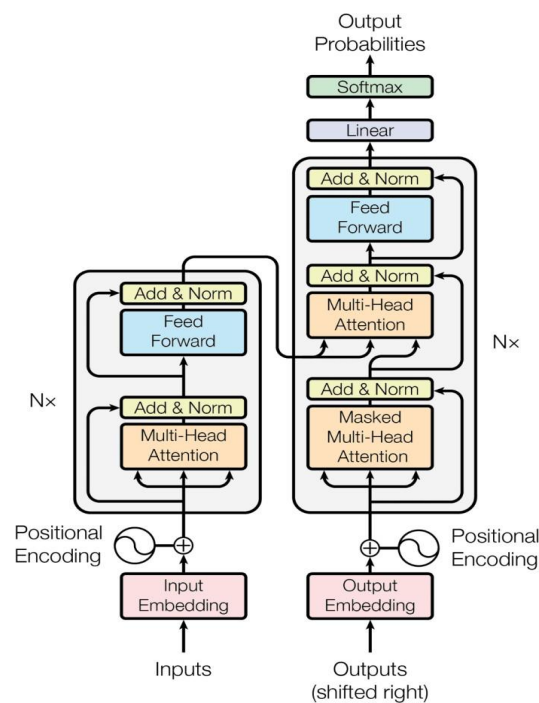 Output
Probabilities
Softmax
Linear
Add & Norm
Feed
Forward
Add & Norm
Multi-Head
Attention
Add & Norm
Masked
Multi-Head
Attention
N×
Add & Norm
Feed
Forward
Add & Norm
Multi-Head
Attention
N×
Positional
Encoding
Positional
Encoding
Input
Embedding
Output
Embedding
Inputs
Outputs
(shifted right)